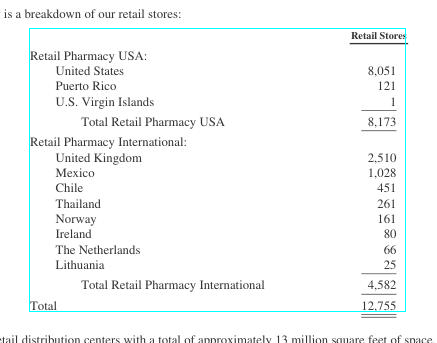 is a breakdown of our retail stores:
Retail Stores
Retail Pharmacy USA:
United States 8,051
Puerto Rico 121
U.S. Virgin Islands 1
Total Retail Pharmacy USA 8,173
Retail Pharmacy International:
United Kingdom 2,510
Mexico 1,028
Chile 451
Thailand 261
Norway 161
Ireland 80
The Netherlands 66
Lithuania 25
Total Retail Pharmacy International 4,582
Total 12,755
distribution centers with a total of approximately 13 million square feet of space